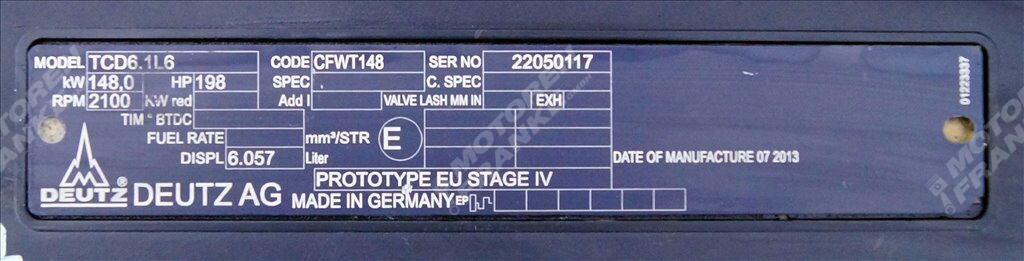 MODEL TCD6.1L6 CODE CFWT148 SER NO 22050117
kW 148,0 HP 198 SPEC C. SPEC
RPM 2100 KW red Add I VALVE LASH MM IN EXH
TIM ° BTDC
FUEL RATE mm³/STR E
DISPL 6.057 Liter DATE OF MANUFACTURE 07 2013
PROTOTYPE EU STAGE IV
DEUTZ® DEUTZ AG MADE IN GERMANY EP
01223337
MOTOREN
FRANKEN